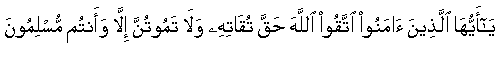 يَٰٓأَيُّهَا ٱلَّذِينَ ءَامَنُوا۟ ٱتَّقُوا۟ ٱللَّهَ حَقَّ تُقَاتِهِۦ وَلَا تَمُوتُنَّ إِلَّا وَأَنتُم مُّسْلِمُونَ